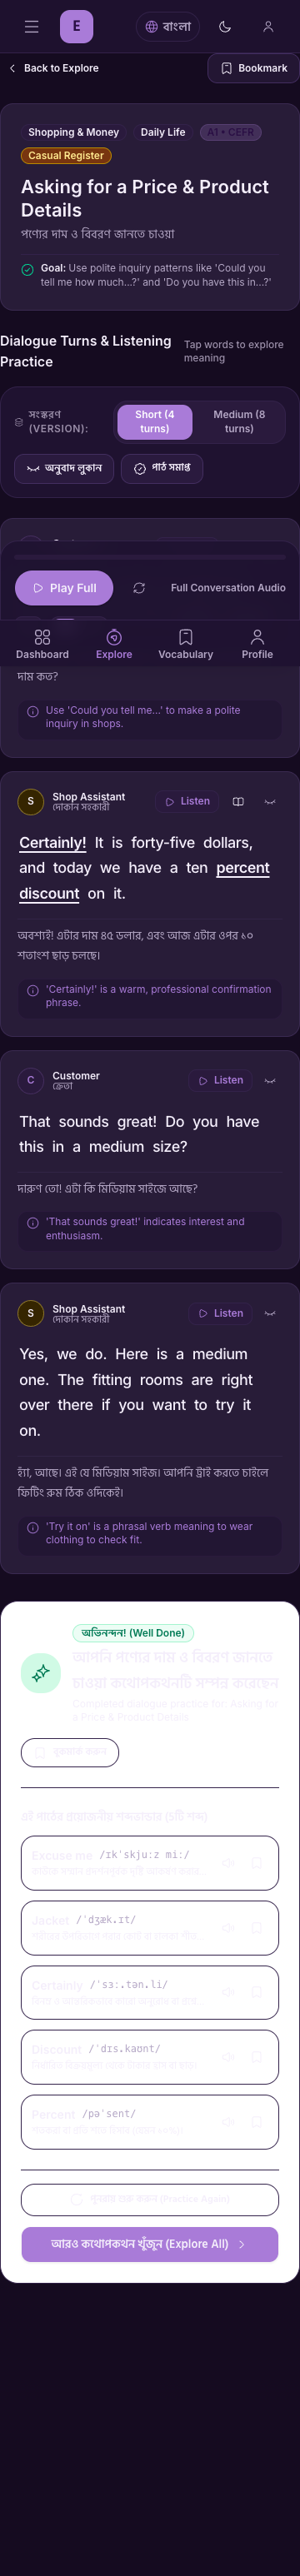 E
বাংলা
Back to Explore
Bookmark
Shopping & Money
Daily Life
A1 • CEFR
Casual Register
Asking for a Price & Product
Details
পণ্যের দাম ও বিবরণ জানতে চাওয়া
Goal: Use polite inquiry patterns like 'Could you
tell me how much...?' and 'Do you have this in...?'
Dialogue Turns & Listening
Practice
Tap words to explore
meaning
সংস্করণ
(VERSION):
Short (4
turns)
Medium (8
turns)
অনুবাদ লুকান
পাঠ সমাপ্ত
Play Full
Full Conversation Audio
Dashboard
Explore
Vocabulary
Profile
দাম কত?
Use 'Could you tell me...' to make a polite
inquiry in shops.
S
Shop Assistant
দোকান সহকারী
Listen
Certainly! It is forty-five dollars,
and today we have a ten percent
discount on it.
অবশ্যই! এটার দাম ৪৫ ডলার, এবং আজ এটার ওপর ১০
শতাংশ ছাড় চলছে।
'Certainly!' is a warm, professional confirmation
phrase.
C
Customer
ক্রেতা
Listen
That sounds great! Do you have
this in a medium size?
দারুণ তো! এটা কি মিডিয়াম সাইজে আছে?
'That sounds great!' indicates interest and
enthusiasm.
S
Shop Assistant
দোকান সহকারী
Listen
Yes, we do. Here is a medium
one. The fitting rooms are right
over there if you want to try it
on.
হ্যাঁ, আছে। এই যে মিডিয়াম সাইজ। আপনি ট্রাই করতে চাইলে
ফিটিং রুম ঠিক ওদিকেই।
'Try it on' is a phrasal verb meaning to wear
clothing to check fit.
অভিনন্দন! (Well Done)
আপনি পণ্যের দাম ও বিবরণ জানতে
চাওয়া কথোপকথনটি সম্পন্ন করেছেন
Completed dialogue practice for: Asking for
a Price & Product Details
বুকমার্ক করুন
এই পাঠের প্রয়োজনীয় শব্দভান্ডার (5টি শব্দ)
Excuse me /ɪkˈskjuːz miː/
Jacket /ˈdʒæk.ɪt/
Certainly /ˈsɜː.tən.li/
Discount /ˈdɪs.kaʊnt/
Percent /pəˈsent/
পুনরায় শুরু করুন (Practice Again)
আরও কথোপকথন খুঁজুন (Explore All)